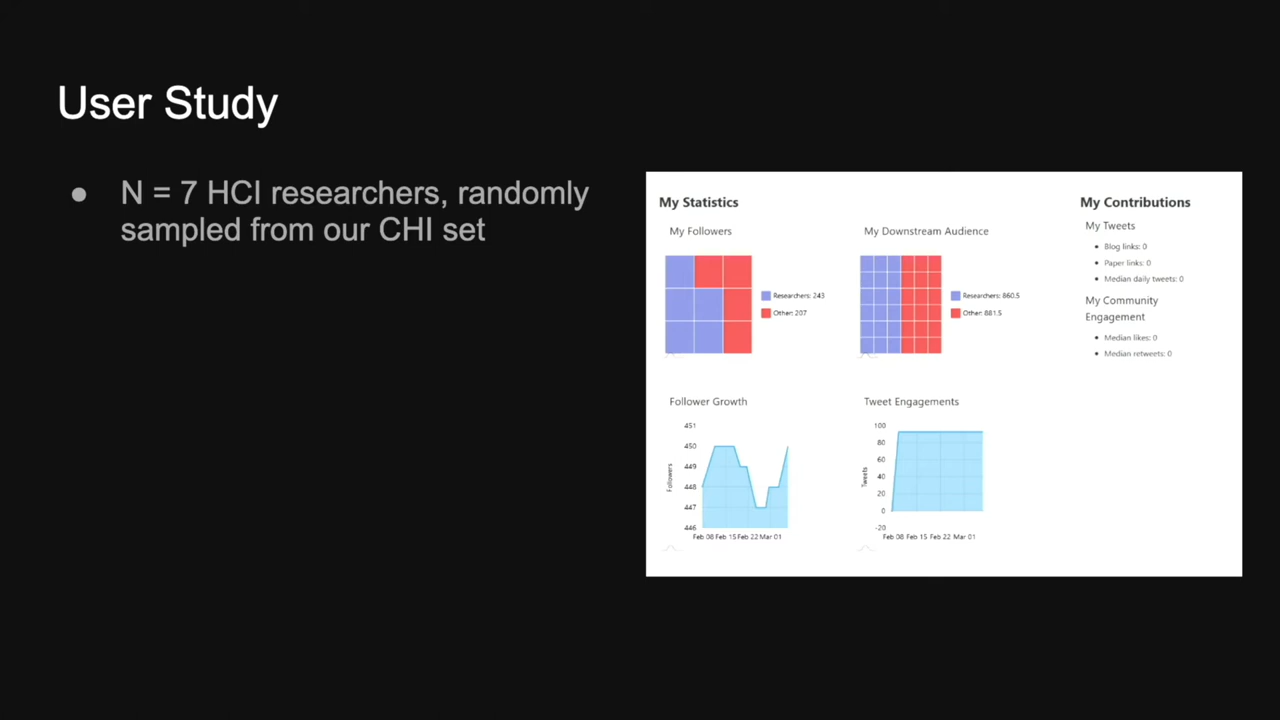 User Study
● N = 7 HCI researchers, randomly
sampled from our CHI set
My Statistics
My Followers
Researchers: 243
Other: 207
My Downstream Audience
Researchers: 860.5
Other: 881.5
Follower Growth
451
450
449
448
447
446
Followers
Feb 08 Feb 15 Feb 22 Mar 01
Tweet Engagements
100
80
60
40
20
0
-20
Tweets
Feb 08 Feb 15 Feb 22 Mar 01
My Contributions
My Tweets
• Blog links: 0
• Paper links: 0
• Median daily tweets: 0
My Community
Engagement
• Median likes: 0
• Median retweets: 0